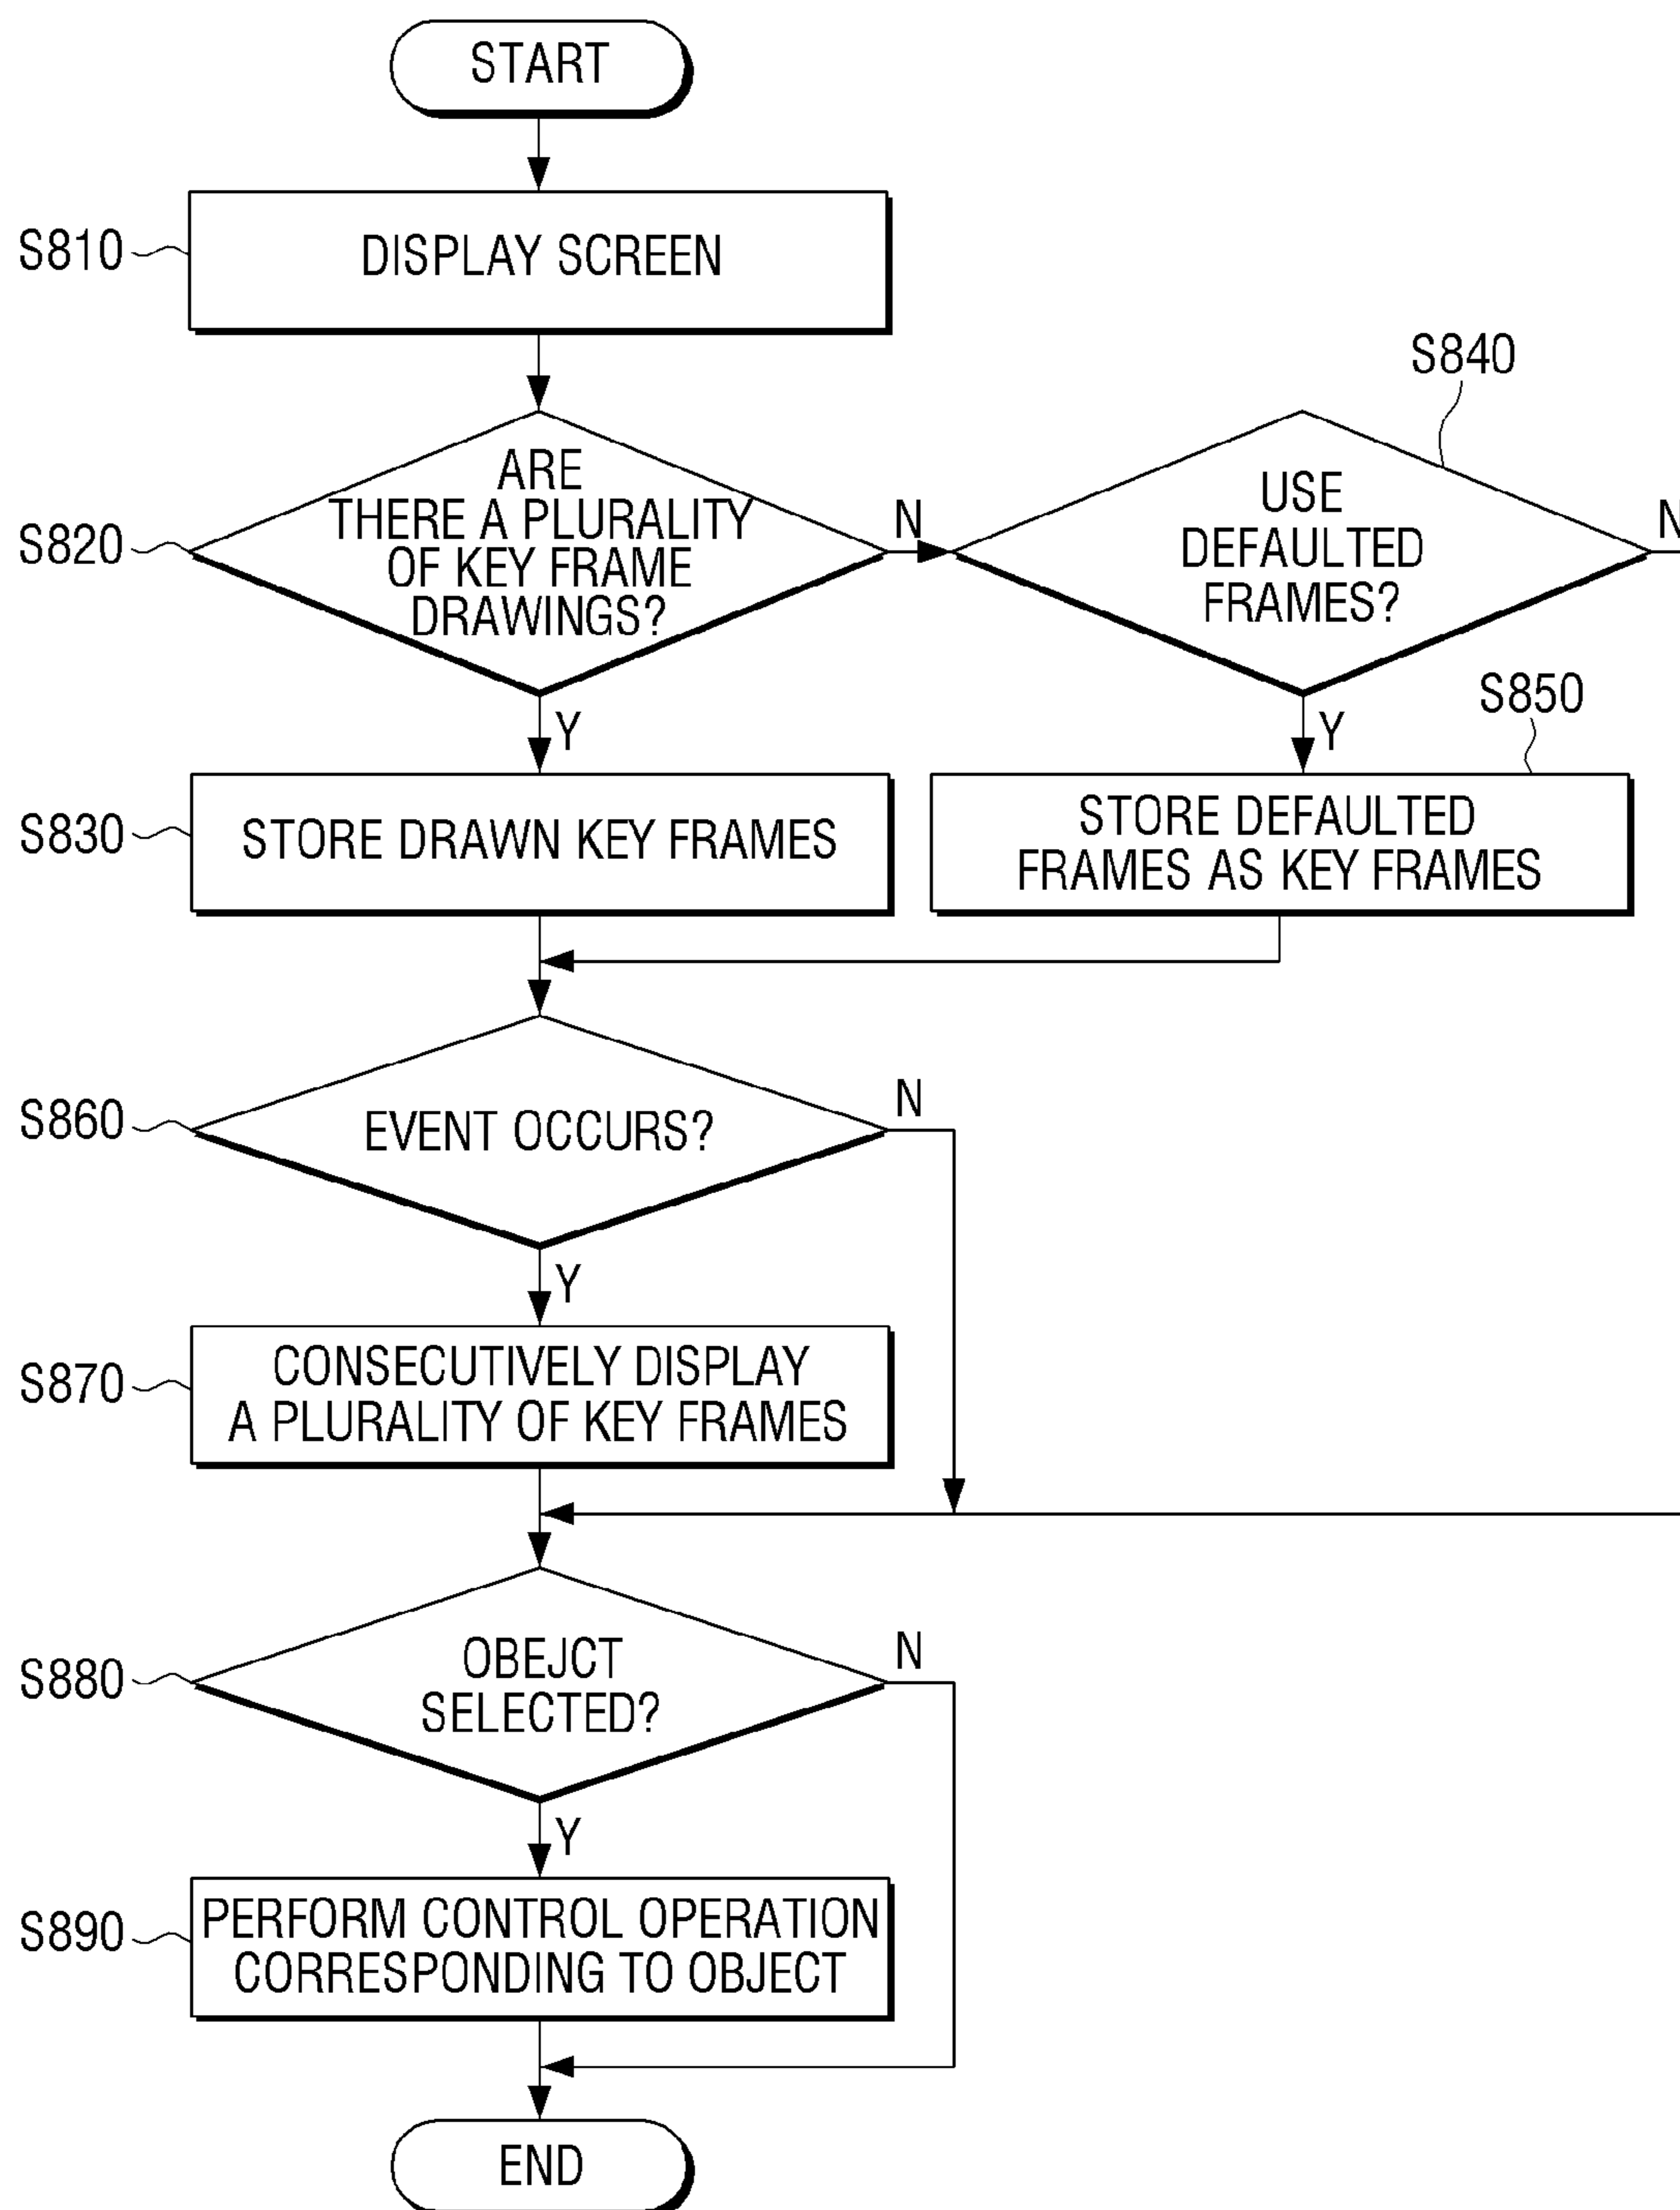 START
S810
DISPLAY SCREEN
S840
S820
ARE
THERE A PLURALITY
OF KEY FRAME
DRAWINGS?
N
USE
DEFAULTED
FRAMES?
N
Y
Y
S850
S830
STORE DRAWN KEY FRAMES
STORE DEFAULTED
FRAMES AS KEY FRAMES
S860
EVENT OCCURS?
N
Y
S870
CONSECUTIVELY DISPLAY
A PLURALITY OF KEY FRAMES
S880
OBEJCT
SELECTED?
N
Y
S890
PERFORM CONTROL OPERATION
CORRESPONDING TO OBJECT
END